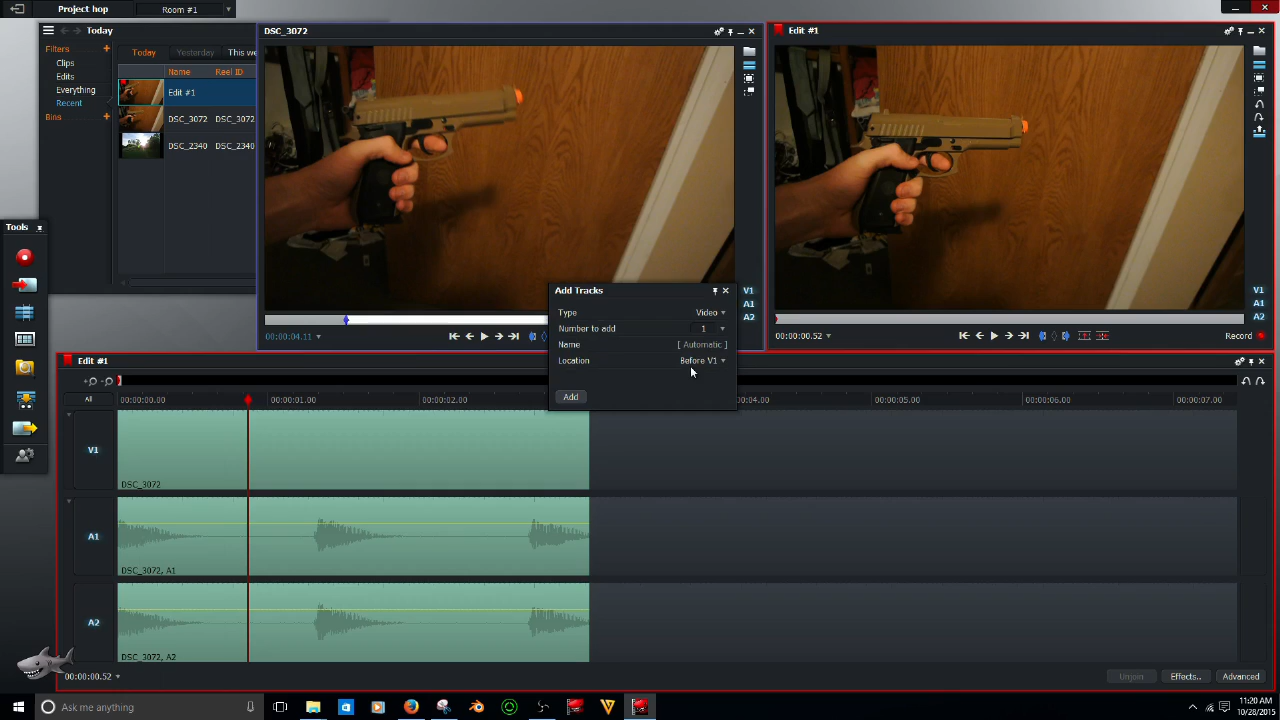 Project hop
Room #1
Today
Filters
Clips
Edits
Everything
Recent
Bins
Today
Yesterday
This we
Name
Reel ID
Edit #1
DSC_3072
DSC_3072
DSC_2340
DSC_2340
DSC_3072
00:00:04.11
V1
A1
A2
Edit #1
00:00:00.52
Record
V1
A1
A2
Tools
Add Tracks
Type
Video
Number to add
1
Name
[ Automatic ]
Location
Before V1
Add
Edit #1
All
00:00:00.00
00:00:01.00
00:00:02.00
:04.00
00:00:05.00
00:00:06.00
00:00:07.00
V1
DSC_3072
A1
DSC_3072, A1
A2
DSC_3072, A2
00:00:00.52
Unjoin
Effects..
Advanced
Ask me anything
11:20 AM
10/28/2015